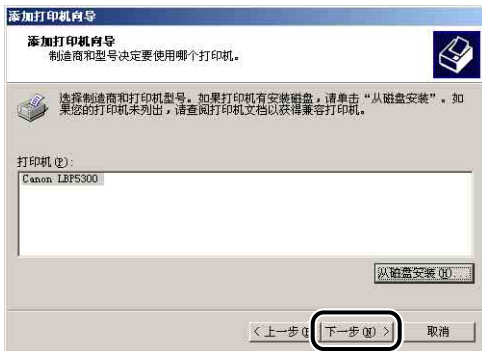 添加打印机向导
添加打印机向导
制造商和型号决定要使用哪个打印机。
选择制造商和打印机型号。如果打印机有安装磁盘，请单击“从磁盘安装”。如
果您的打印机未列出，请查阅打印机文档以获得兼容打印机。
打印机(P):
Canon LBP5300
从磁盘安装(H)...
<上一步(B 下一步(N) > 取消